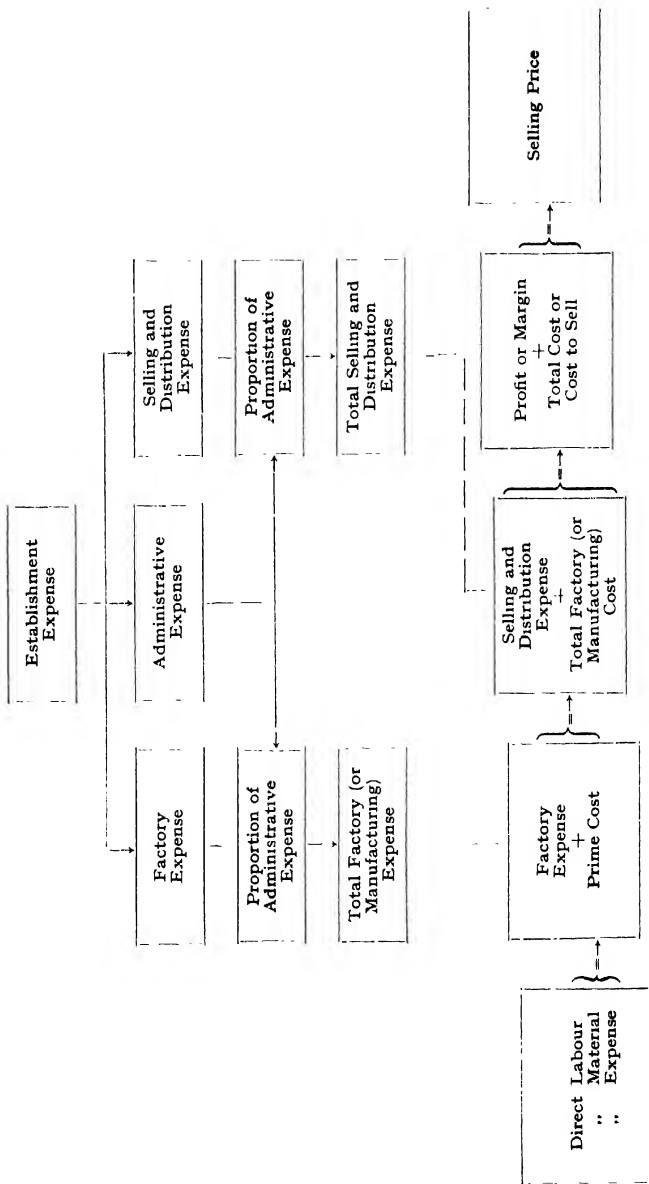 Establishment
Expense
Factory
Expense
Administrative
Expense
Selling and
Distribution
Expense
Proportion of
Administrative
Expense
Proportion of
Administrative
Expense
Total Factory (or
Manufacturing)
Expense
Total Selling and
Distribution
Expense
Direct Labour
,, Material
,, Expense
} =
Factory
Expense
+
Prime Cost
} =
Selling and
Distribution
Expense
+
Total Factory (or
Manufacturing)
Cost
} =
Profit or Margin
+
Total Cost or
Cost to Sell
} =
Selling Price